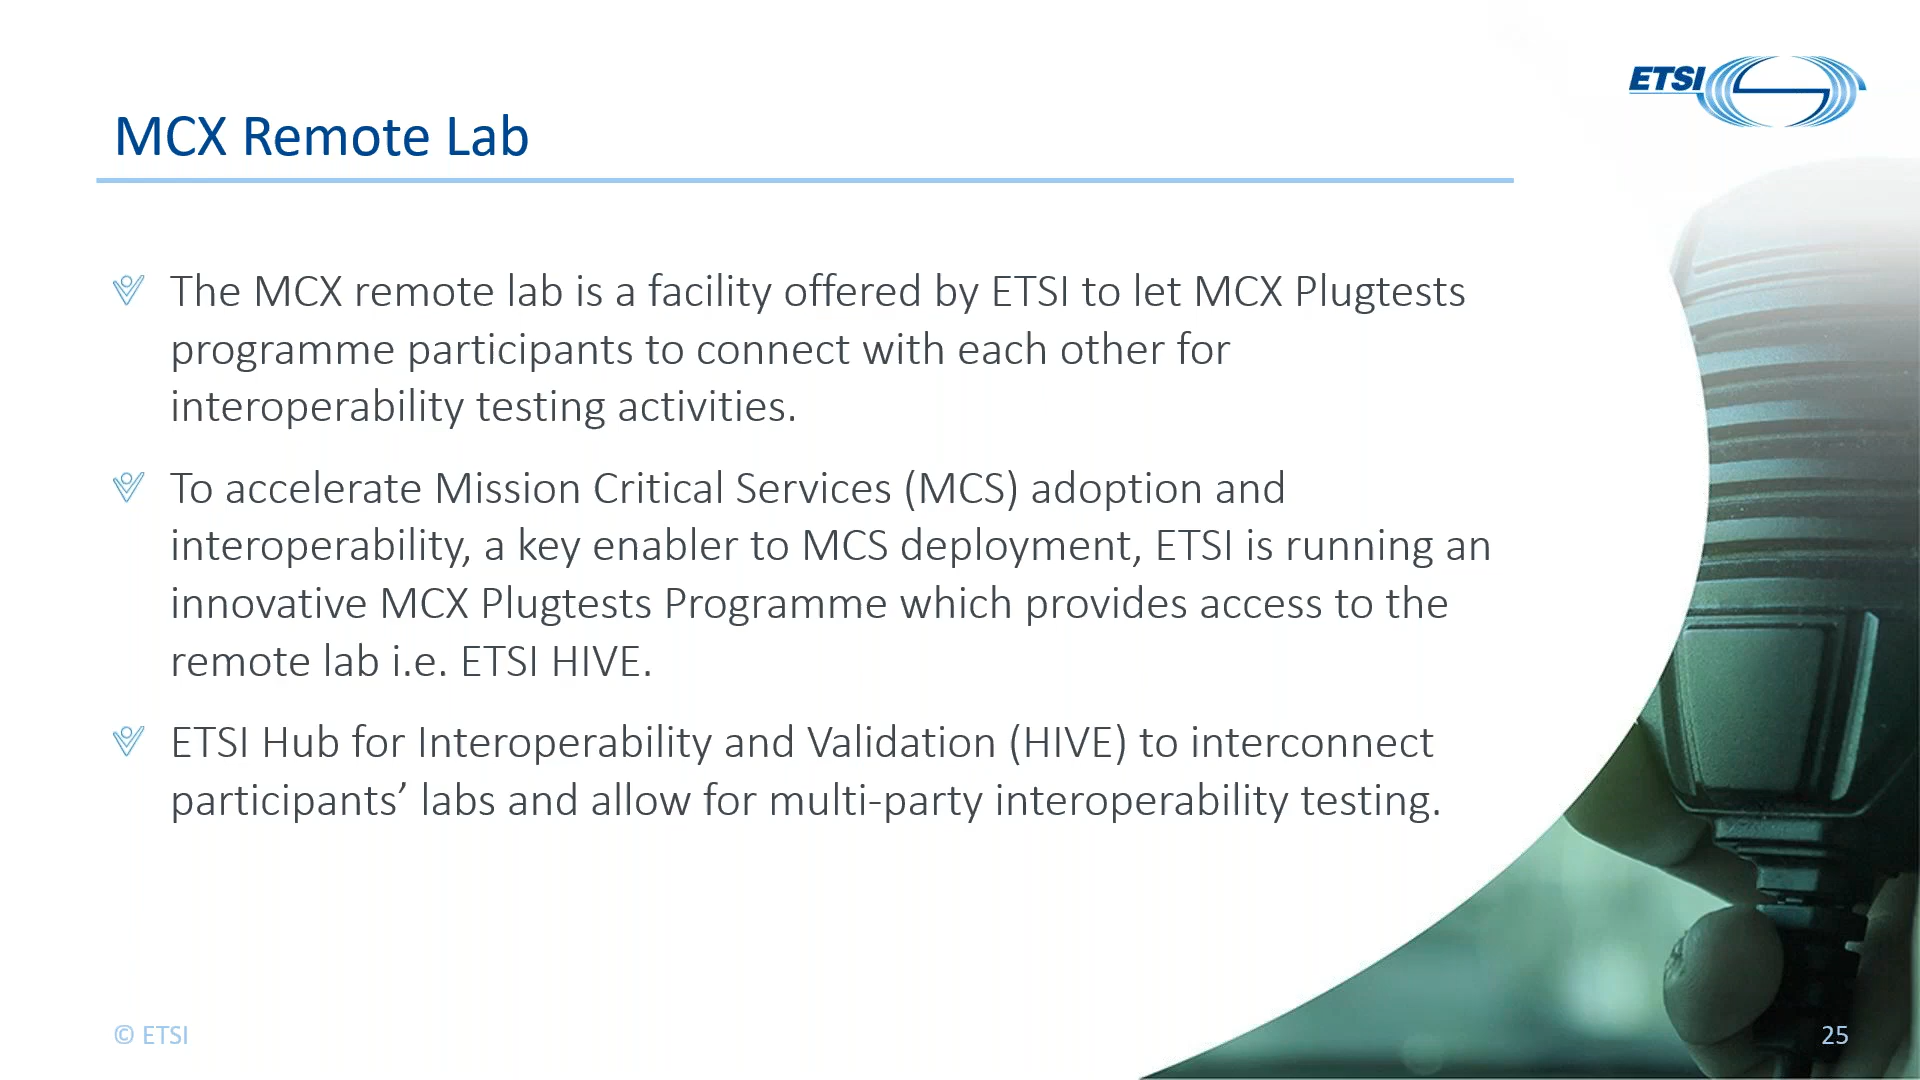 ETSI
MCX Remote Lab
The MCX remote lab is a facility offered by ETSI to let MCX Plugtests
programme participants to connect with each other for
interoperability testing activities.
To accelerate Mission Critical Services (MCS) adoption and
interoperability, a key enabler to MCS deployment, ETSI is running an
innovative MCX Plugtests Programme which provides access to the
remote lab i.e. ETSI HIVE.
ETSI Hub for Interoperability and Validation (HIVE) to interconnect
participants’ labs and allow for multi-party interoperability testing.
© ETSI
25